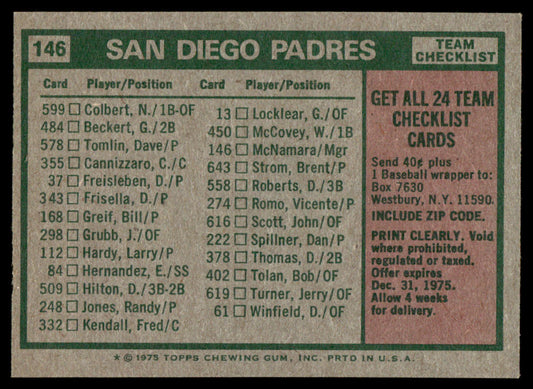 146 SAN DIEGO PADRES TEAM CHECKLIST
Card Player/Position
599 Colbert, N./1B-OF
484 Beckert, G./2B
578 Tomlin, Dave/P
355 Cannizzaro, C./C
37 Freisleben, D./P
343 Frisella, D./P
168 Greif, Bill/P
298 Grubb, J./OF
112 Hardy, Larry/P
84 Hernandez, E./SS
509 Hilton, D./3B-2B
248 Jones, Randy/P
332 Kendall, Fred/C
Card Player/Position
13 Locklear, G./OF
450 McCovey, W./1B
146 McNamara/Mgr
643 Strom, Brent/P
558 Roberts, D./3B
274 Romo, Vicente/P
616 Scott, John/OF
222 Spillner, Dan/P
378 Thomas, D./2B
402 Tolan, Bob/OF
619 Turner, Jerry/OF
61 Winfield, D./OF
GET ALL 24 TEAM
CHECKLIST
CARDS
Send 40¢ plus
1 Baseball wrapper to:
Box 7630
Westbury, N.Y. 11590.
INCLUDE ZIP CODE.
PRINT CLEARLY. Void
where prohibited,
regulated or taxed.
Offer expires
Dec. 31, 1975.
Allow 4 weeks
for delivery.
★ © 1975 TOPPS CHEWING GUM, INC. PRTD IN U.S.A.